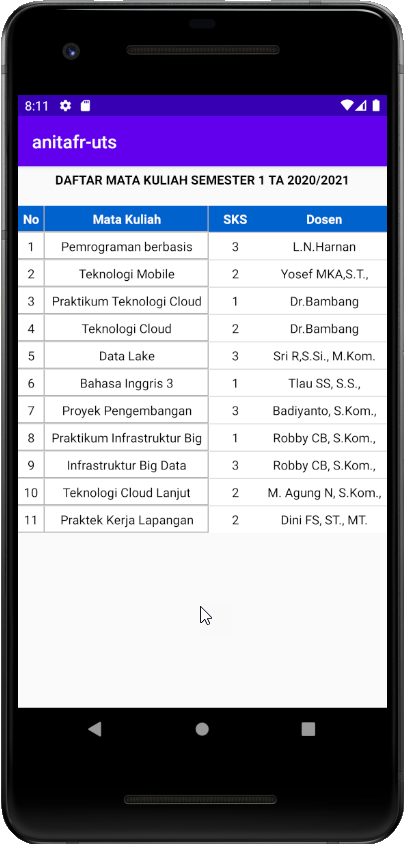 8:11
anitafr-uts
DAFTAR MATA KULIAH SEMESTER 1 TA 2020/2021
No Mata Kuliah SKS Dosen
1 Pemrograman berbasis 3 L.N.Harnan
2 Teknologi Mobile 2 Yosef MKA,S.T.,
3 Praktikum Teknologi Cloud 1 Dr.Bambang
4 Teknologi Cloud 2 Dr.Bambang
5 Data Lake 3 Sri R,S.Si., M.Kom.
6 Bahasa Inggris 3 1 Tlau SS, S.S.,
7 Proyek Pengembangan 3 Badiyanto, S.Kom.,
8 Praktikum Infrastruktur Big 1 Robby CB, S.Kom.,
9 Infrastruktur Big Data 3 Robby CB, S.Kom.,
10 Teknologi Cloud Lanjut 2 M. Agung N, S.Kom.,
11 Praktek Kerja Lapangan 2 Dini FS, ST., MT.